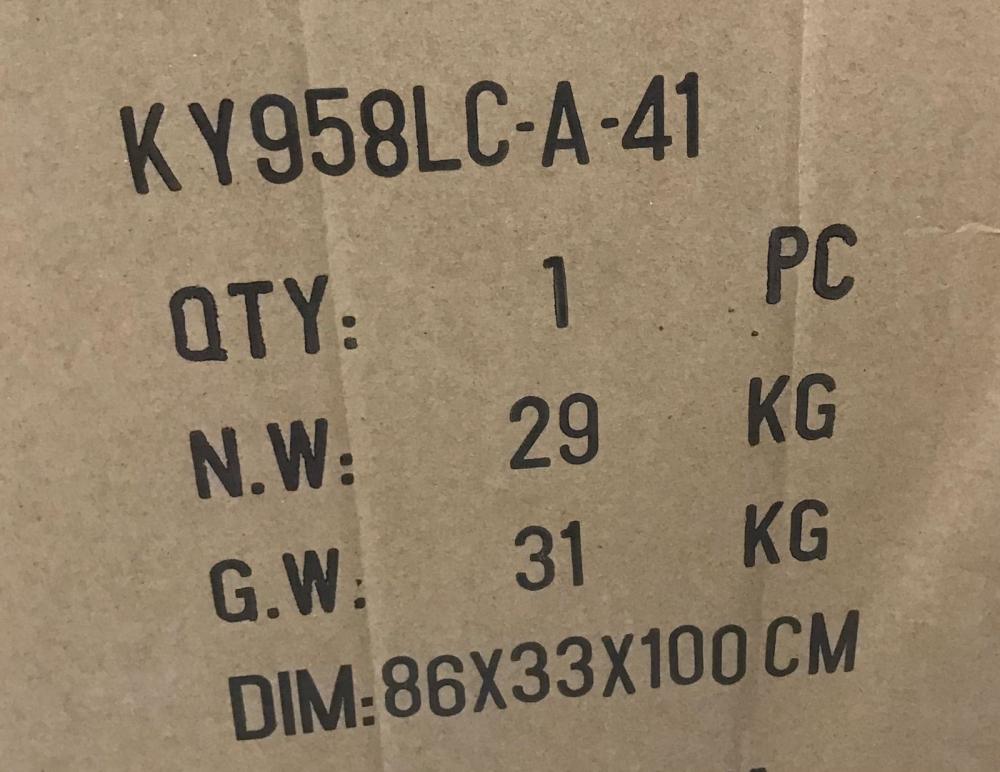 KY958LC-A-41
QTY: 1 PC
N.W: 29 KG
G.W: 31 KG
DIM:86X33X100 CM